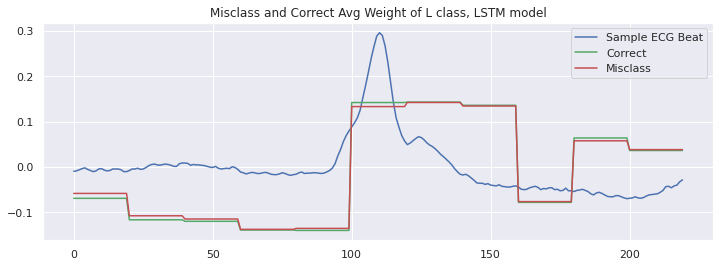 Misclass and Correct Avg Weight of L class, LSTM model
Sample ECG Beat
Correct
Misclass
0.3
0.2
0.1
0.0
−0.1
0
50
100
150
200